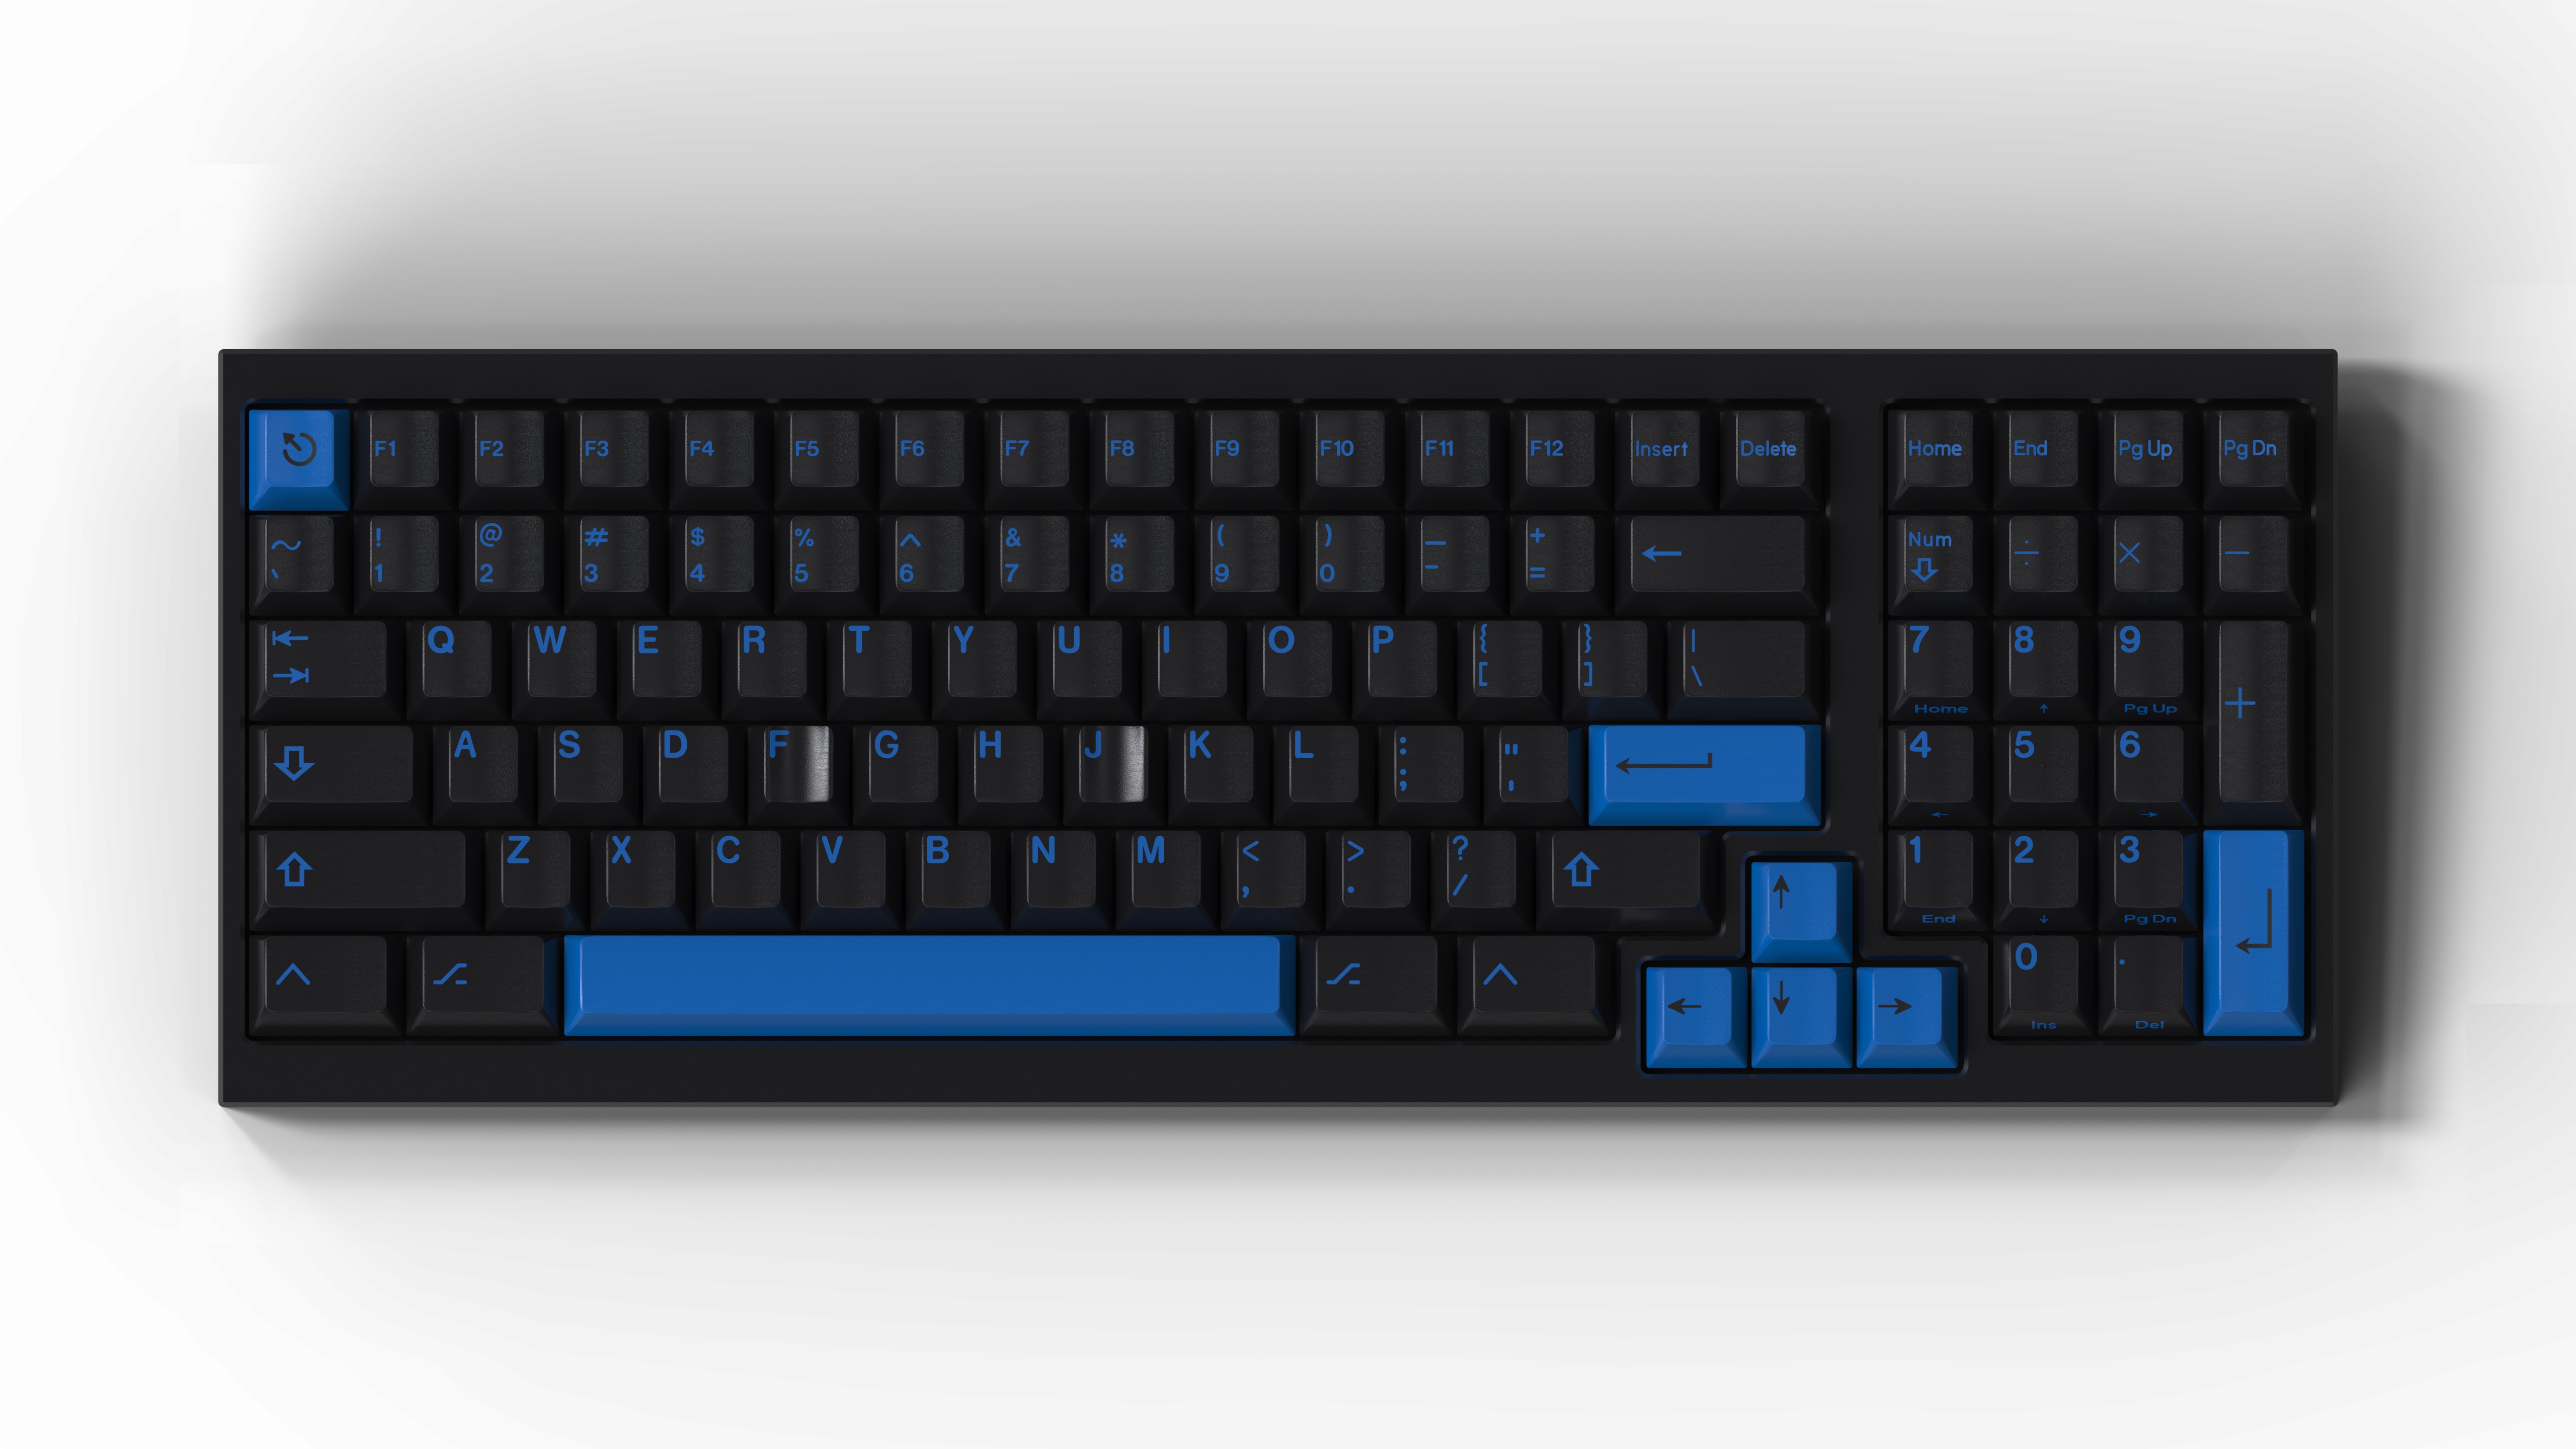 F1 F2 F3 F4 F5 F6 F7 F8 F9 F10 F11 F12 Insert Delete Home End Pg Up Pg Dn
~ ! @ # $ % ^ & * ( ) _ + ← Num ÷ × −
` 1 2 3 4 5 6 7 8 9 0 - = ⇩
⇤ Q W E R T Y U I O P { } | 7 8 9 +
⇥ [ ] \
Home ↑ Pg Up
⇩ A S D F G H J K L : " ↵ 4 5 6
; '
← →
⇧ Z X C V B N M < > ? ⇧ ↑ 1 2 3 ↵
, . /
End ↓ Pg Dn
^ ⌥ ⌥ ^ ← ↓ → 0 .
Ins Del